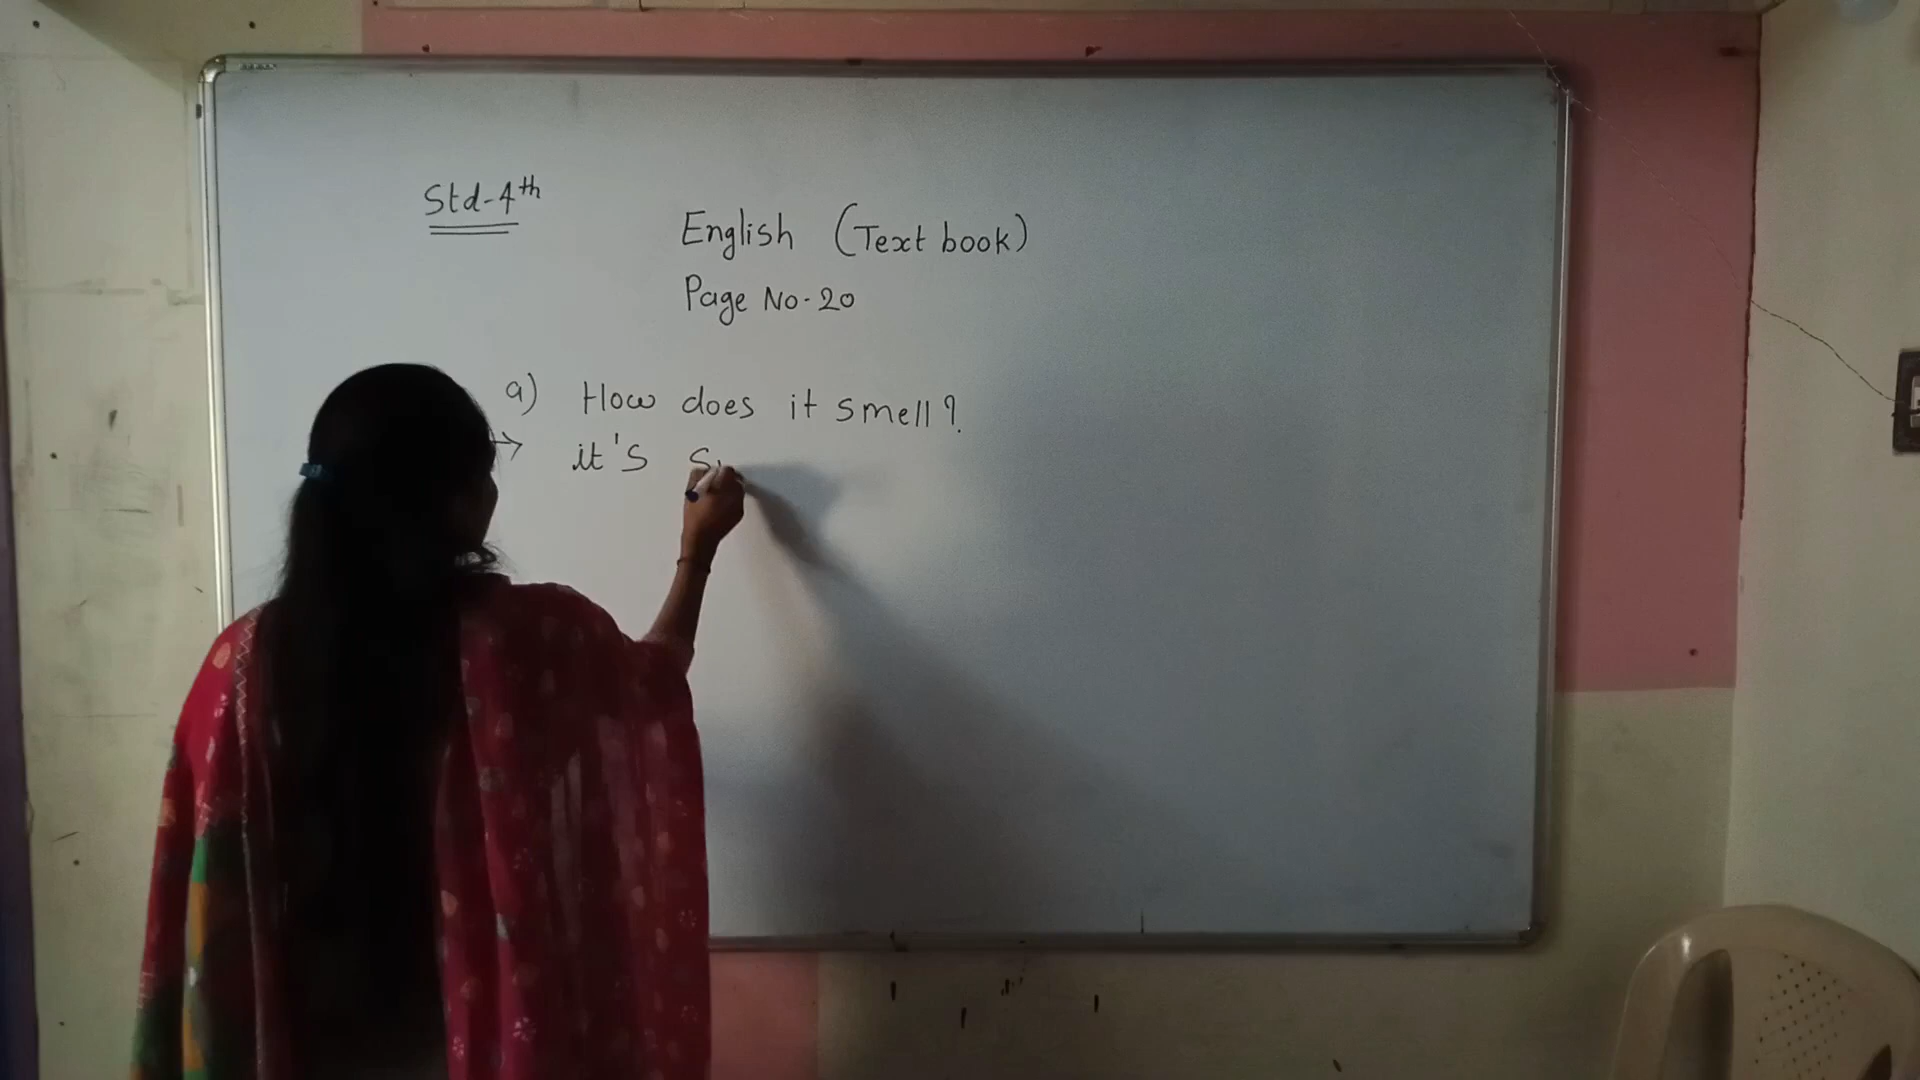 Std-4th
English (Text book)
Page No-20
a) How does it smell?
→ it's